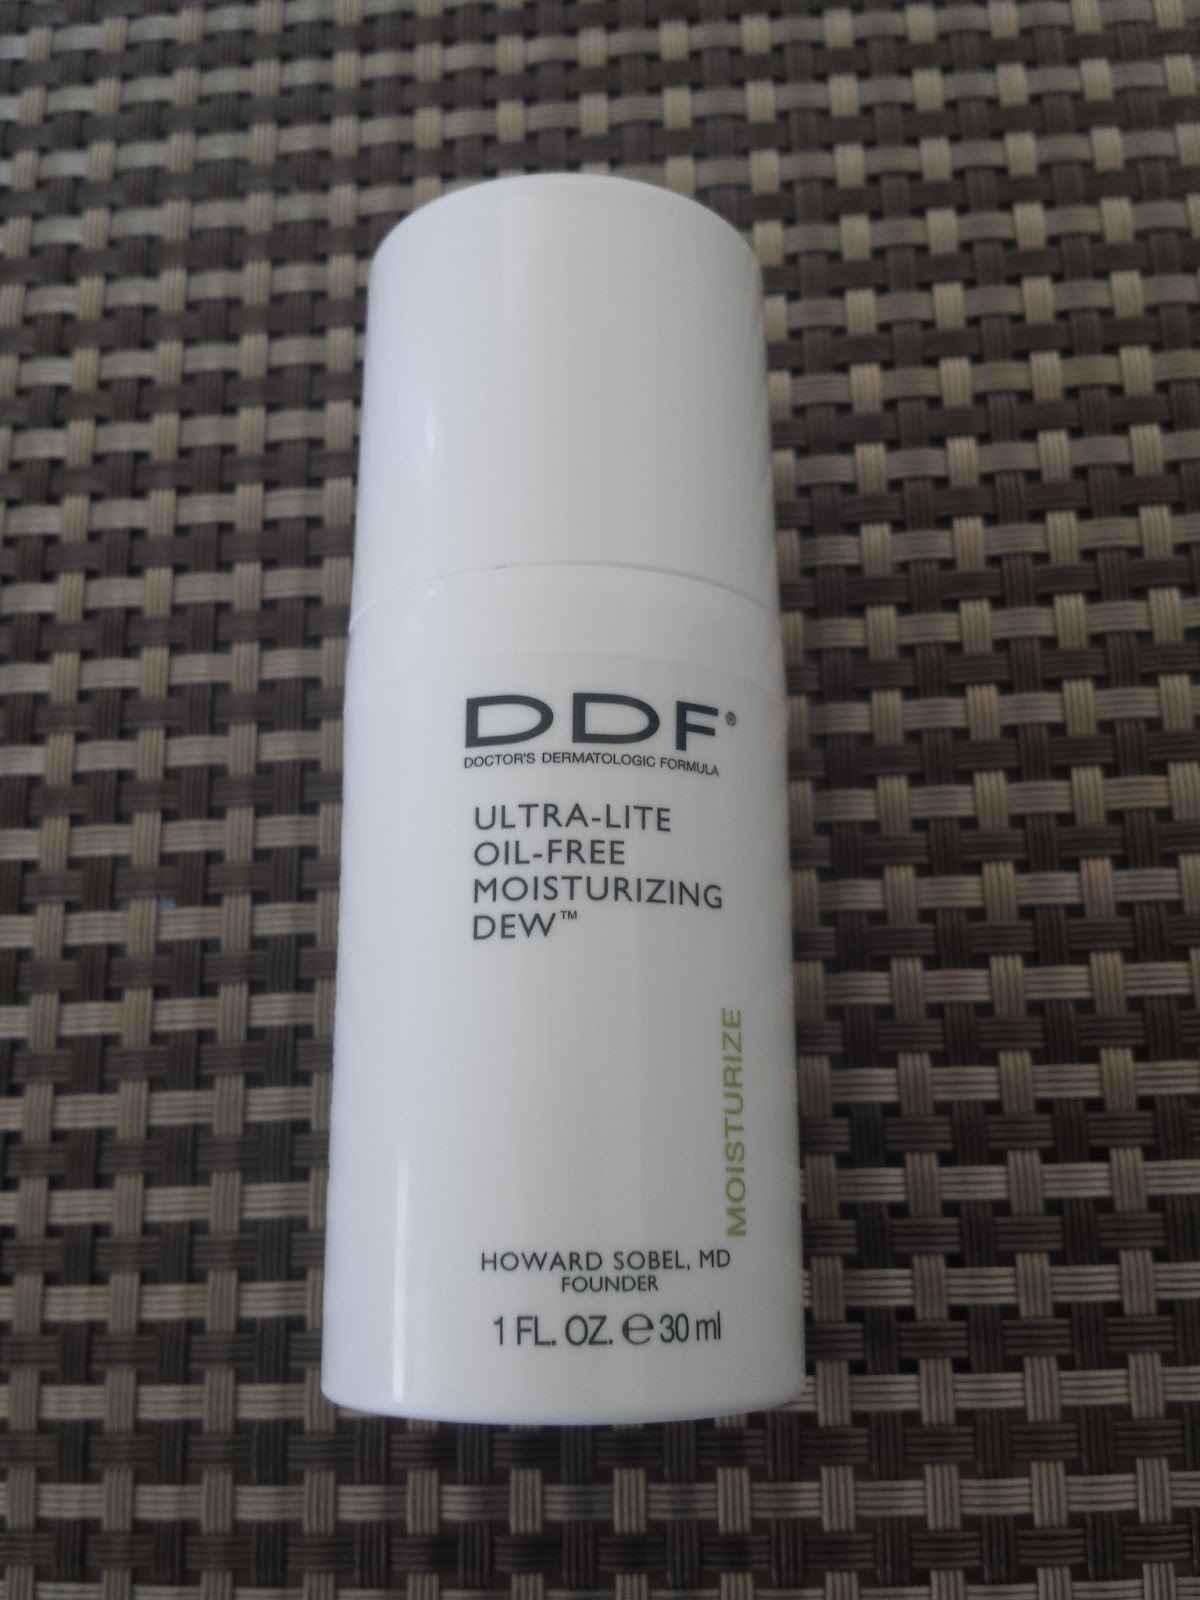 DDF®
DOCTOR'S DERMATOLOGIC FORMULA
ULTRA-LITE
OIL-FREE
MOISTURIZING
DEW™
MOISTURIZE
HOWARD SOBEL, MD
FOUNDER
1 FL. OZ. ℮ 30 ml